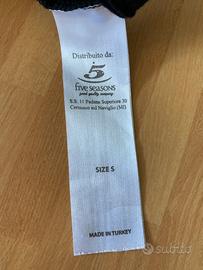 Distribuito da:
5
five seasons
good quality company
S.S. 11 Padana Superiore 30
Cernusco sul Naviglio (MI)
SIZE S
MADE IN TURKEY
subito